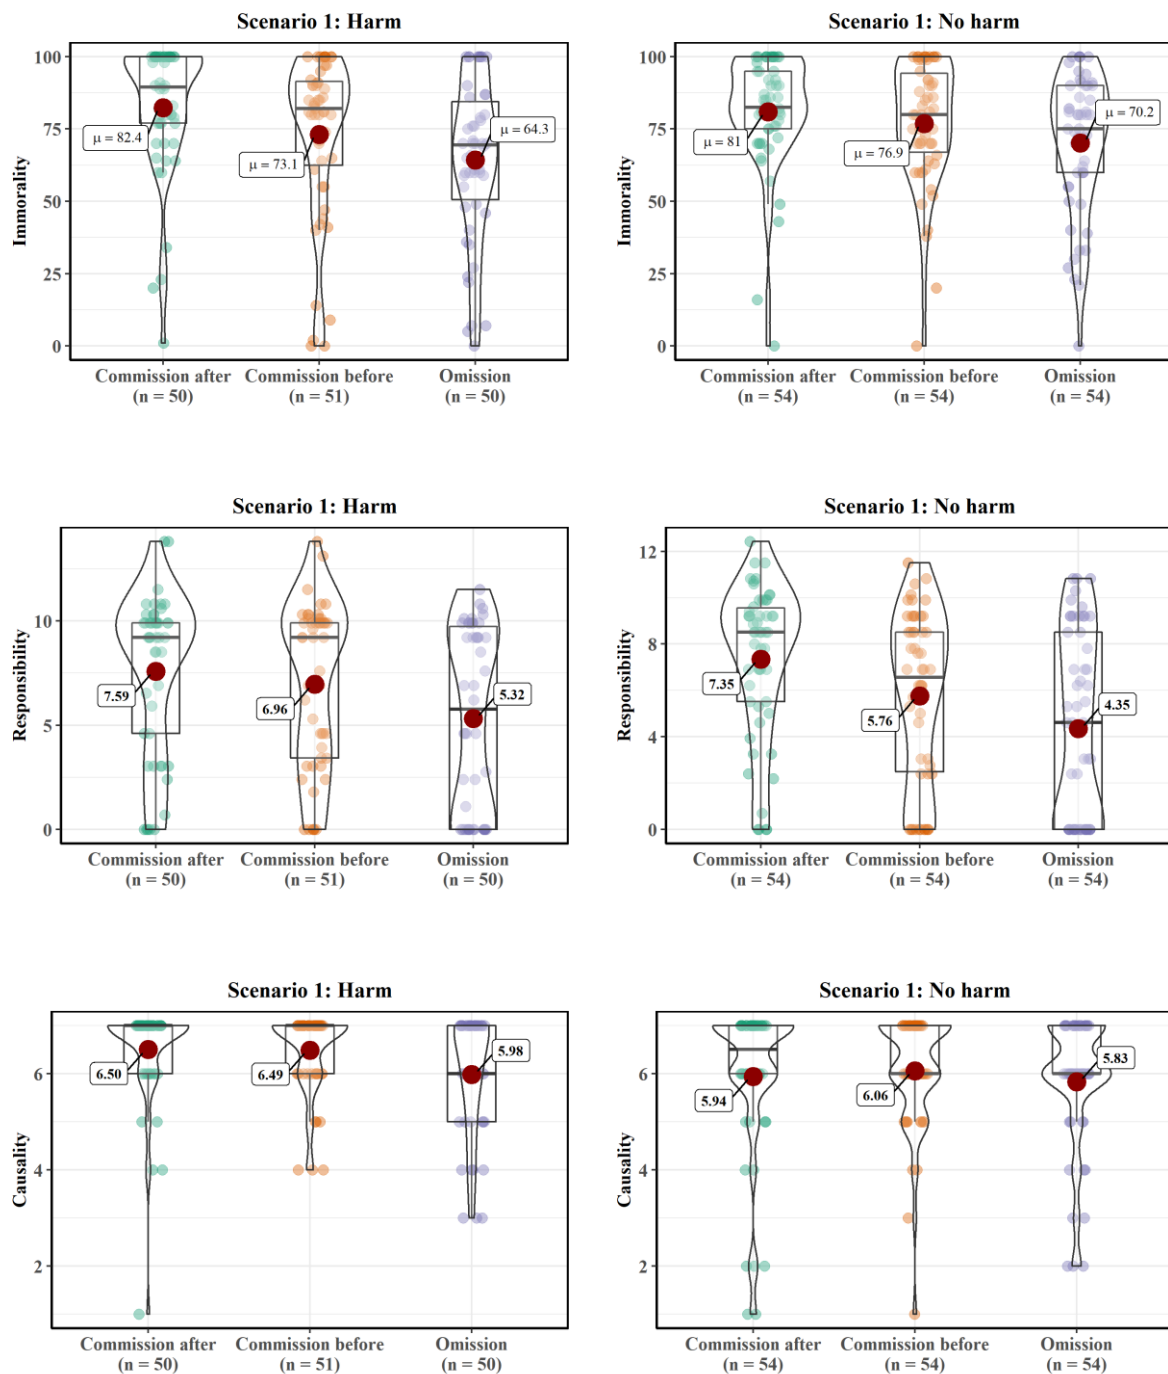 Scenario 1: Harm
Immorality
100
75
50
25
0
μ = 82.4
μ = 73.1
μ = 64.3
Commission after
(n = 50)
Commission before
(n = 51)
Omission
(n = 50)
Scenario 1: No harm
Immorality
100
75
50
25
0
μ = 81
μ = 76.9
μ = 70.2
Commission after
(n = 54)
Commission before
(n = 54)
Omission
(n = 54)
Scenario 1: Harm
Responsibility
10
5
0
7.59
6.96
5.32
Commission after
(n = 50)
Commission before
(n = 51)
Omission
(n = 50)
Scenario 1: No harm
Responsibility
12
8
4
0
7.35
5.76
4.35
Commission after
(n = 54)
Commission before
(n = 54)
Omission
(n = 54)
Scenario 1: Harm
Causality
6
4
2
6.50
6.49
5.98
Commission after
(n = 50)
Commission before
(n = 51)
Omission
(n = 50)
Scenario 1: No harm
Causality
6
4
2
5.94
6.06
5.83
Commission after
(n = 54)
Commission before
(n = 54)
Omission
(n = 54)